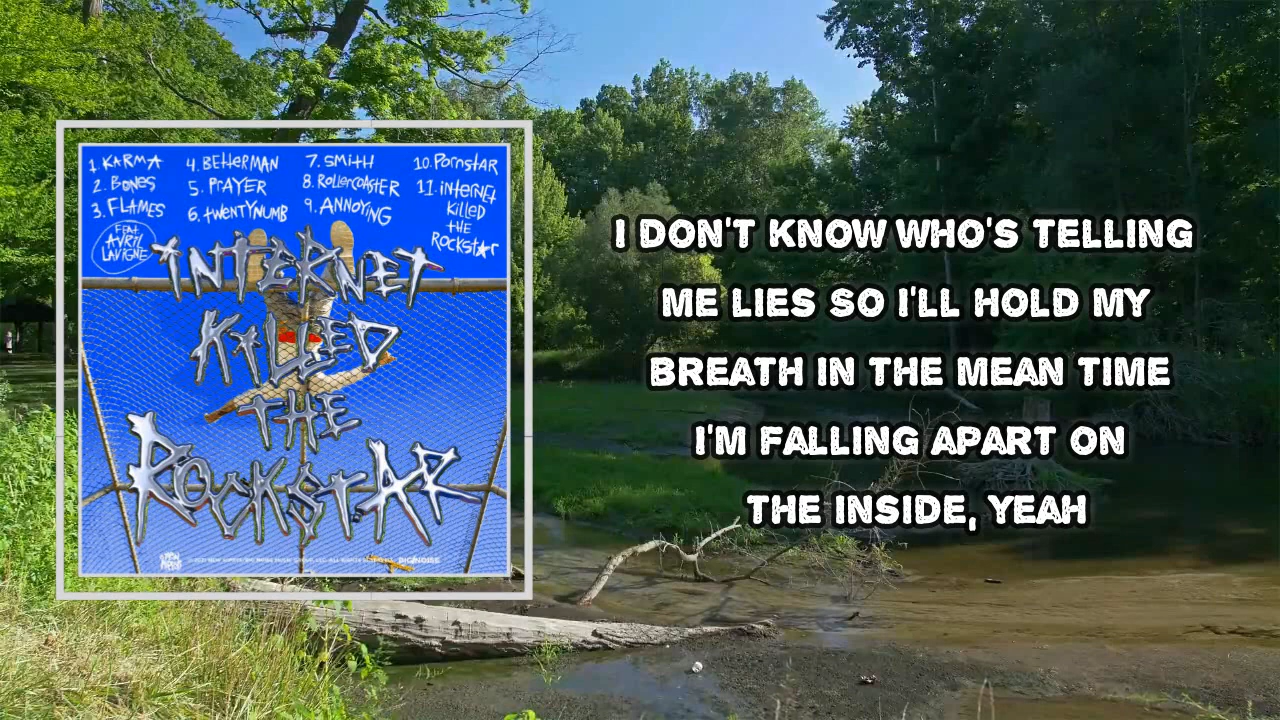 1. KARMA
2. BONES
3. FLAMES
FEAT
AVRIL
LAVIGNE
4. BETTERMAN
5. PRAYER
6. TWENTYNUMB
7. SMITH
8. ROLLERCOASTER
9. ANNOYING
10. PORNSTAR
11. INTERNET
KILLED
THE
ROCKSTAR
INTERNET
KILLED
THE
ROCKSTAR
BIGNOISE
I DON'T KNOW WHO'S TELLING
ME LIES SO I'LL HOLD MY
BREATH IN THE MEAN TIME
I'M FALLING APART ON
THE INSIDE, YEAH